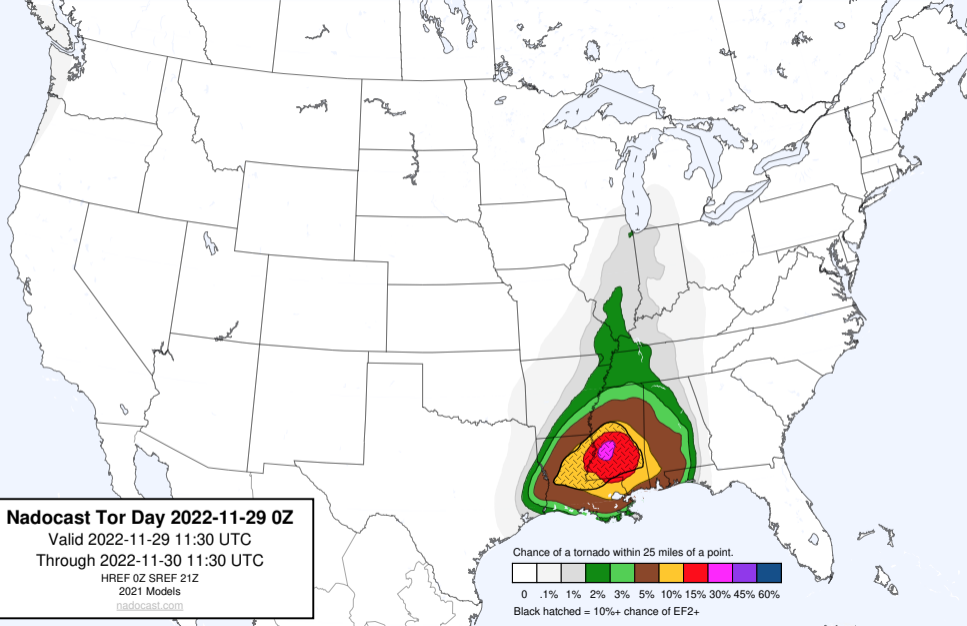 Nadocast Tor Day 2022-11-29 0Z
Valid 2022-11-29 11:30 UTC
Through 2022-11-30 11:30 UTC
HREF 0Z SREF 21Z
2021 Models
nadocast.com
Chance of a tornado within 25 miles of a point.
0 .1% 1% 2% 3% 5% 10% 15% 30% 45% 60%
Black hatched = 10%+ chance of EF2+